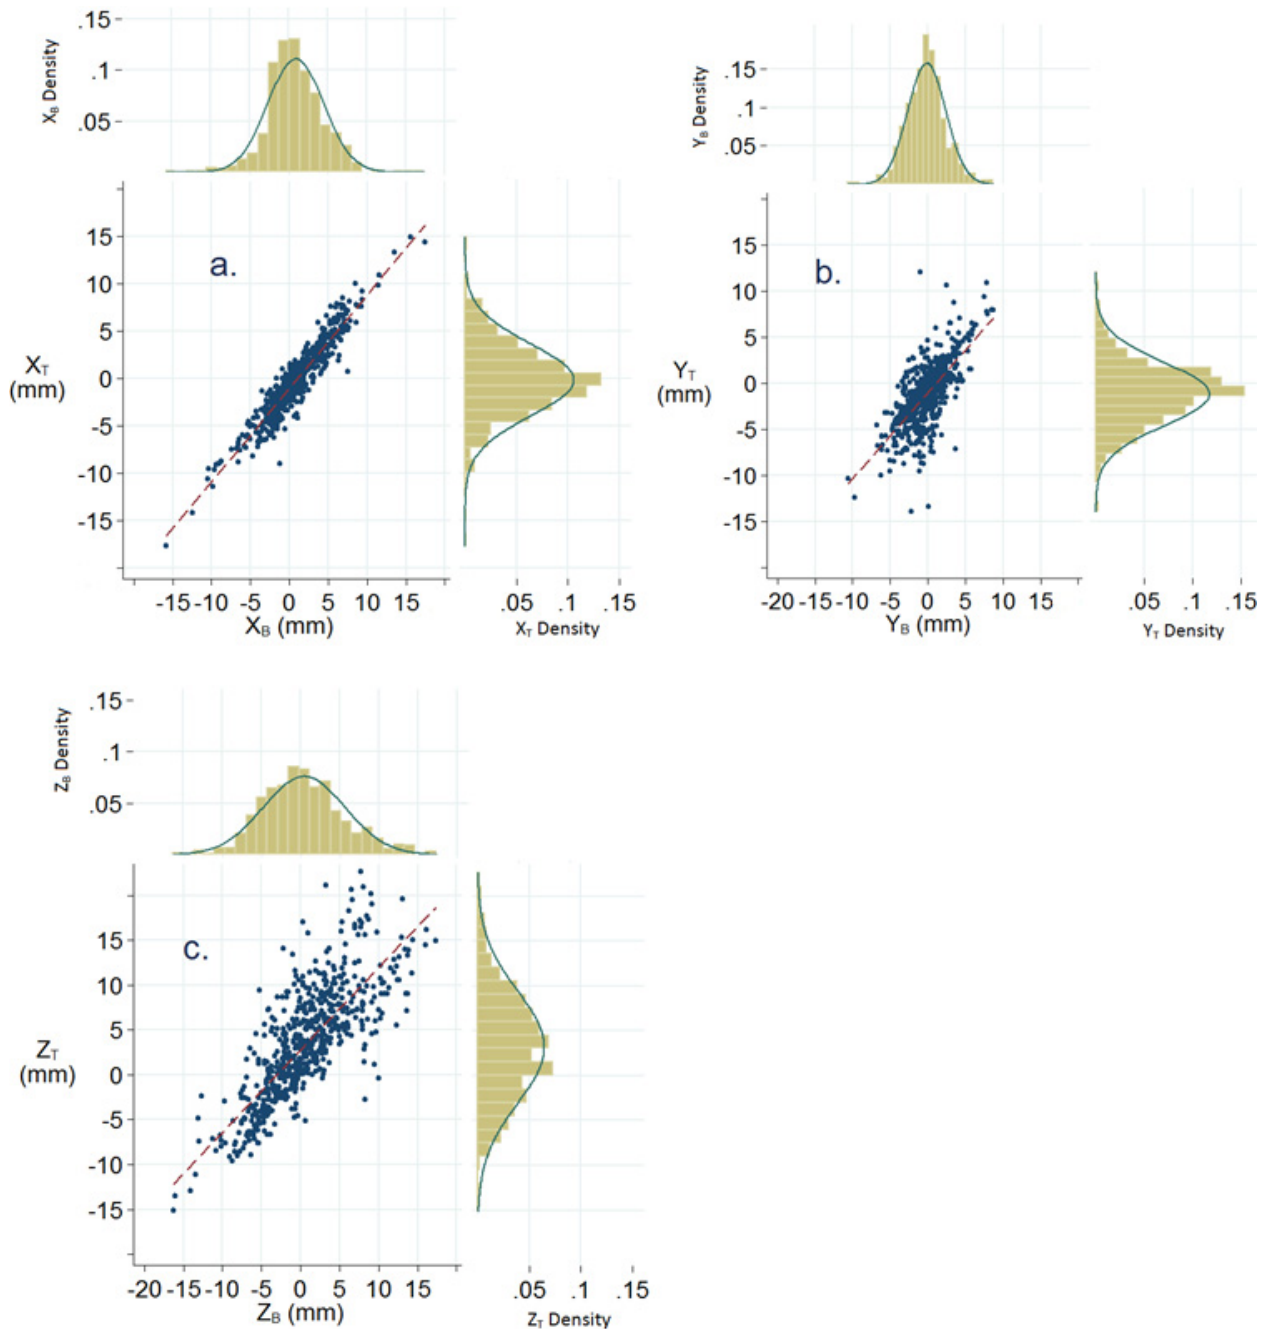 .15
.1
.05
X_B Density
a.
15
10
5
0
-5
-10
-15
X_T
(mm)
-15 -10 -5 0 5 10 15
X_B (mm)
.05 .1 .15
X_T Density
.15
.1
.05
Y_B Density
b.
15
10
5
0
-5
-10
-15
Y_T
(mm)
-20 -15 -10 -5 0 5 10 15
Y_B (mm)
.05 .1 .15
Y_T Density
.15
.1
.05
Z_B Density
c.
15
10
5
0
-5
-10
-15
Z_T
(mm)
-20 -15 -10 -5 0 5 10 15
Z_B (mm)
.05 .1 .15
Z_T Density